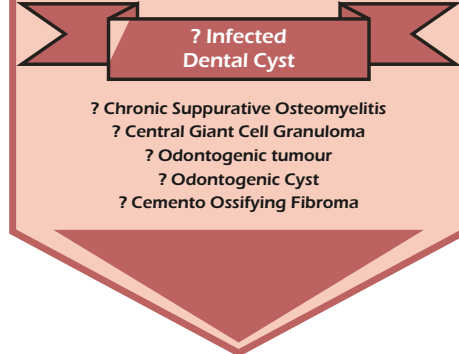 ? Infected
Dental Cyst
? Chronic Suppurative Osteomyelitis
? Central Giant Cell Granuloma
? Odontogenic tumour
? Odontogenic Cyst
? Cemento Ossifying Fibroma